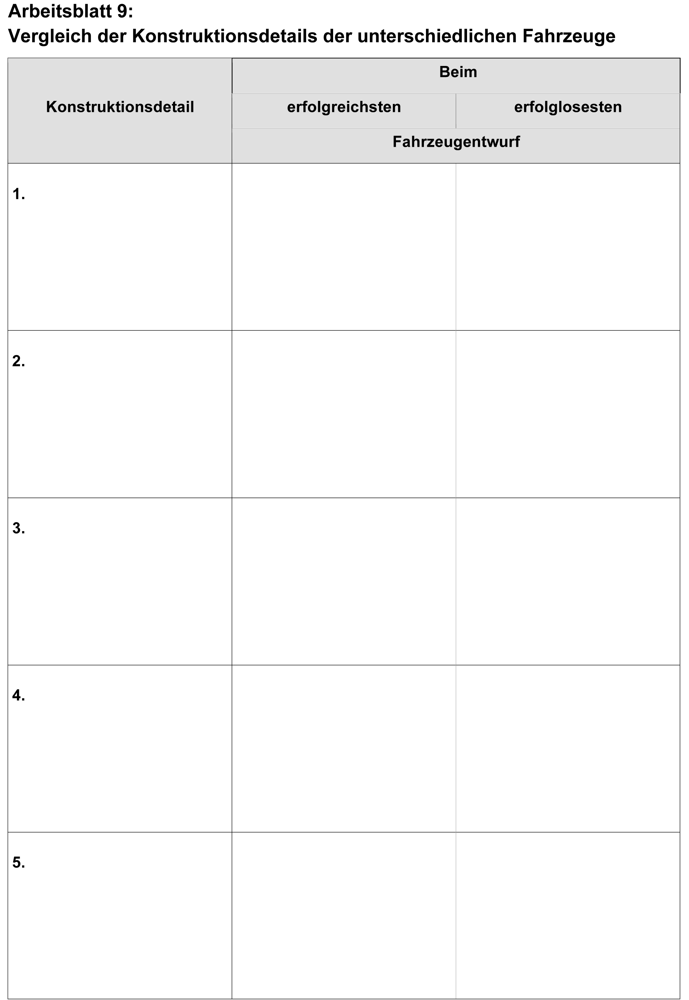 Arbeitsblatt 9:
Vergleich der Konstruktionsdetails der unterschiedlichen Fahrzeuge
Konstruktionsdetail
Beim
erfolgreichsten
erfolglosesten
Fahrzeugentwurf
1.
2.
3.
4.
5.